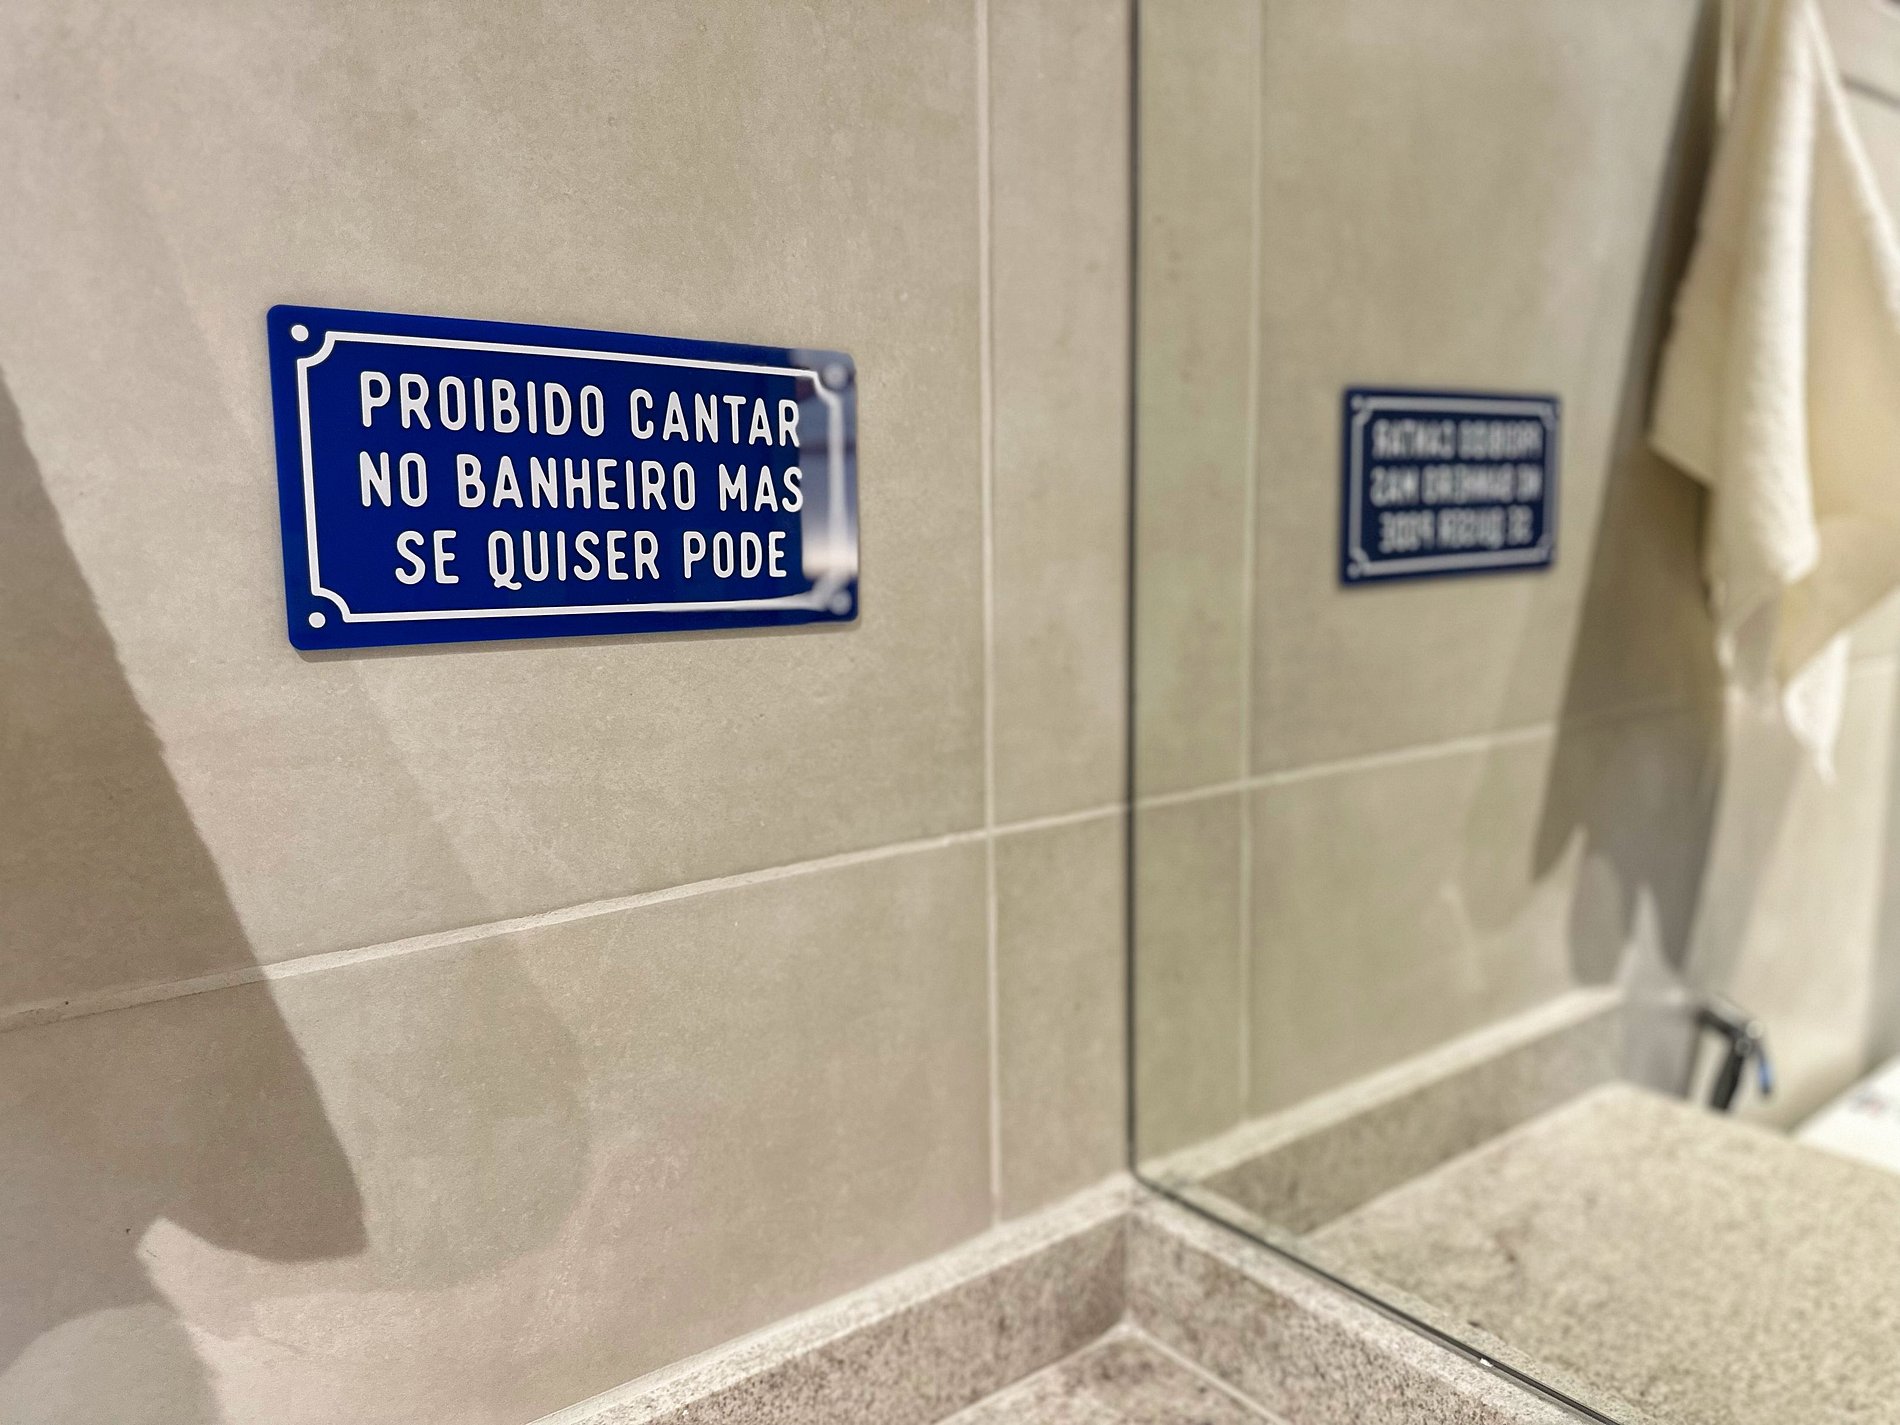 PROIBIDO CANTAR
NO BANHEIRO MAS
SE QUISER PODE